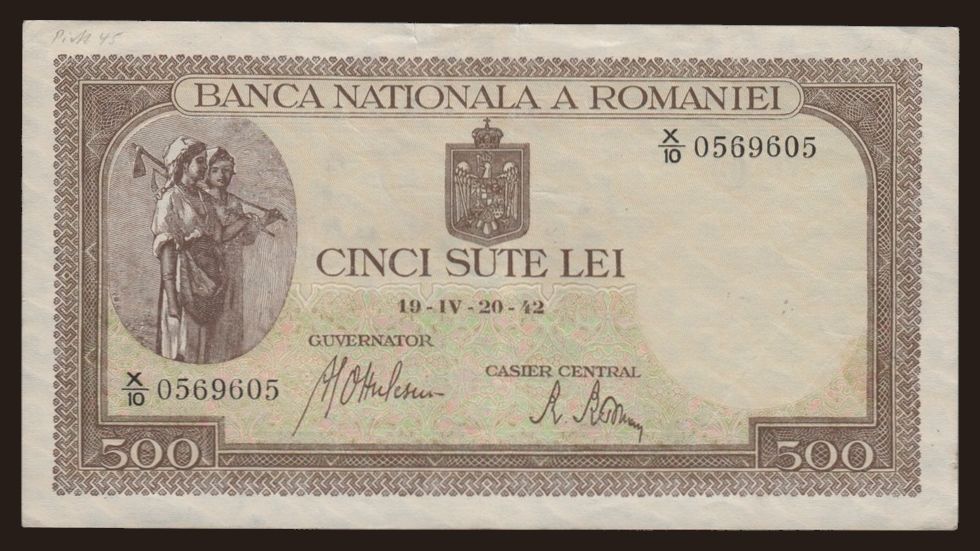 Pick 45
BANCA NATIONALA A ROMANIEI
X/10 0569605
CINCI SUTE LEI
19-IV-20-42
GUVERNATOR
CASIER CENTRAL
X/10 0569605
500
500